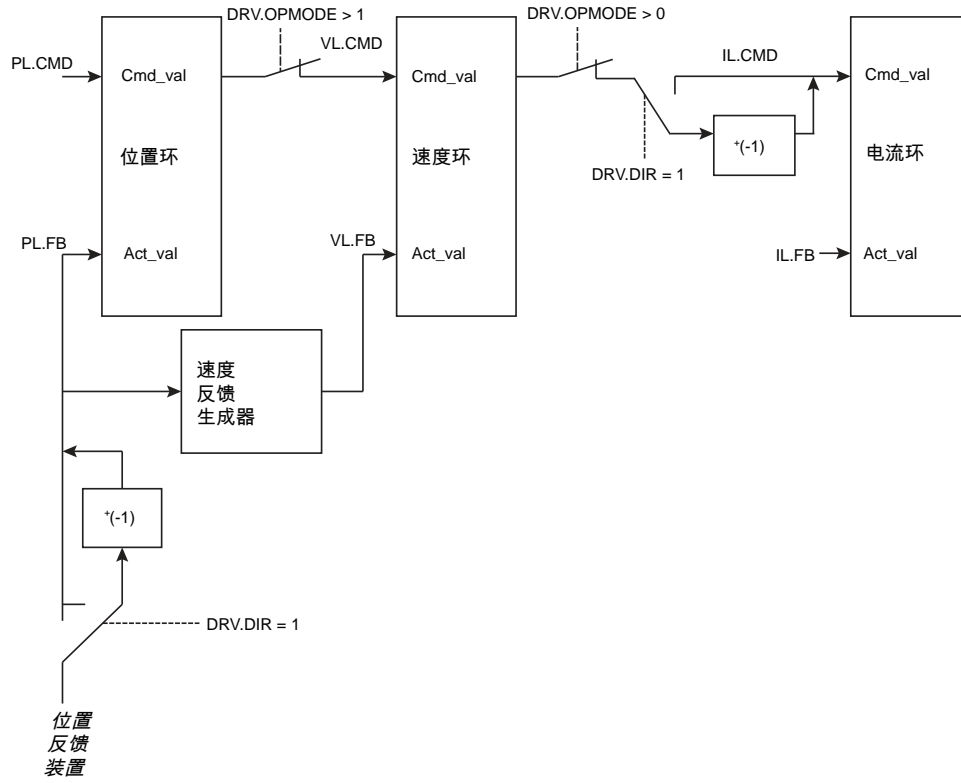 DRV.OPMODE > 1
DRV.OPMODE > 0
PL.CMD
VL.CMD
IL.CMD
Cmd_val
Cmd_val
Cmd_val
位置环
速度环
+(-1)
电流环
DRV.DIR = 1
PL.FB
Act_val
VL.FB
Act_val
IL.FB
Act_val
速度
反馈
生成器
+(-1)
DRV.DIR = 1
位置
反馈
装置